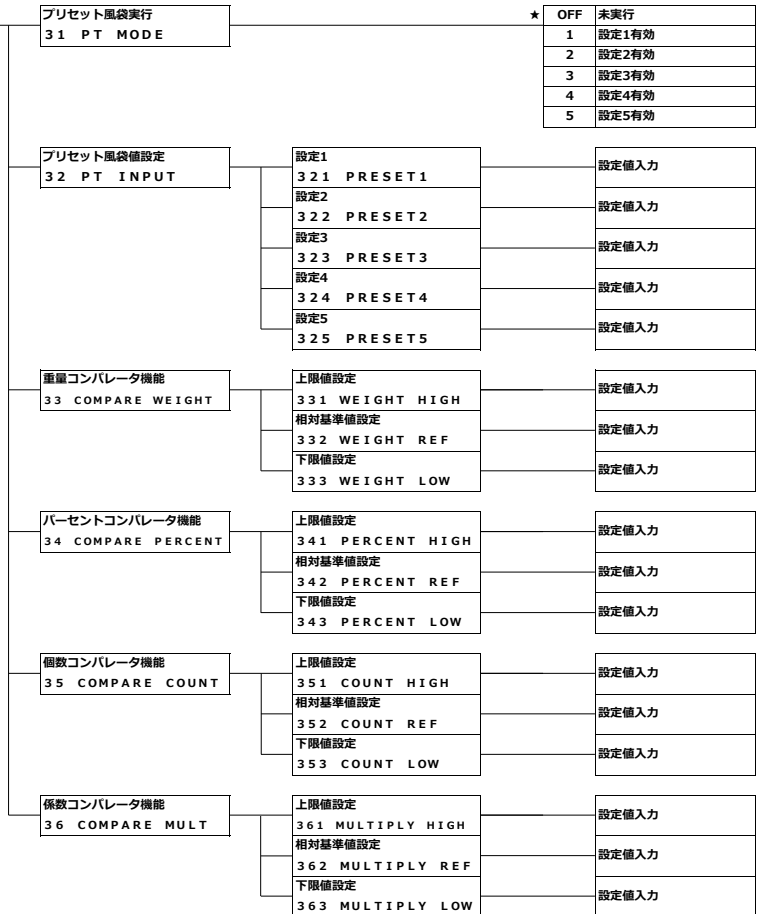 プリセット風袋実行
31 PT MODE
★ OFF 未実行
1 設定1有効
2 設定2有効
3 設定3有効
4 設定4有効
5 設定5有効
プリセット風袋値設定
32 PT INPUT
設定1
321 PRESET1
設定値入力
設定2
322 PRESET2
設定値入力
設定3
323 PRESET3
設定値入力
設定4
324 PRESET4
設定値入力
設定5
325 PRESET5
設定値入力
重量コンパレータ機能
33 COMPARE WEIGHT
上限値設定
331 WEIGHT HIGH
設定値入力
相対基準値設定
332 WEIGHT REF
設定値入力
下限値設定
333 WEIGHT LOW
設定値入力
パーセントコンパレータ機能
34 COMPARE PERCENT
上限値設定
341 PERCENT HIGH
設定値入力
相対基準値設定
342 PERCENT REF
設定値入力
下限値設定
343 PERCENT LOW
設定値入力
個数コンパレータ機能
35 COMPARE COUNT
上限値設定
351 COUNT HIGH
設定値入力
相対基準値設定
352 COUNT REF
設定値入力
下限値設定
353 COUNT LOW
設定値入力
係数コンパレータ機能
36 COMPARE MULT
上限値設定
361 MULTIPLY HIGH
設定値入力
相対基準値設定
362 MULTIPLY REF
設定値入力
下限値設定
363 MULTIPLY LOW
設定値入力